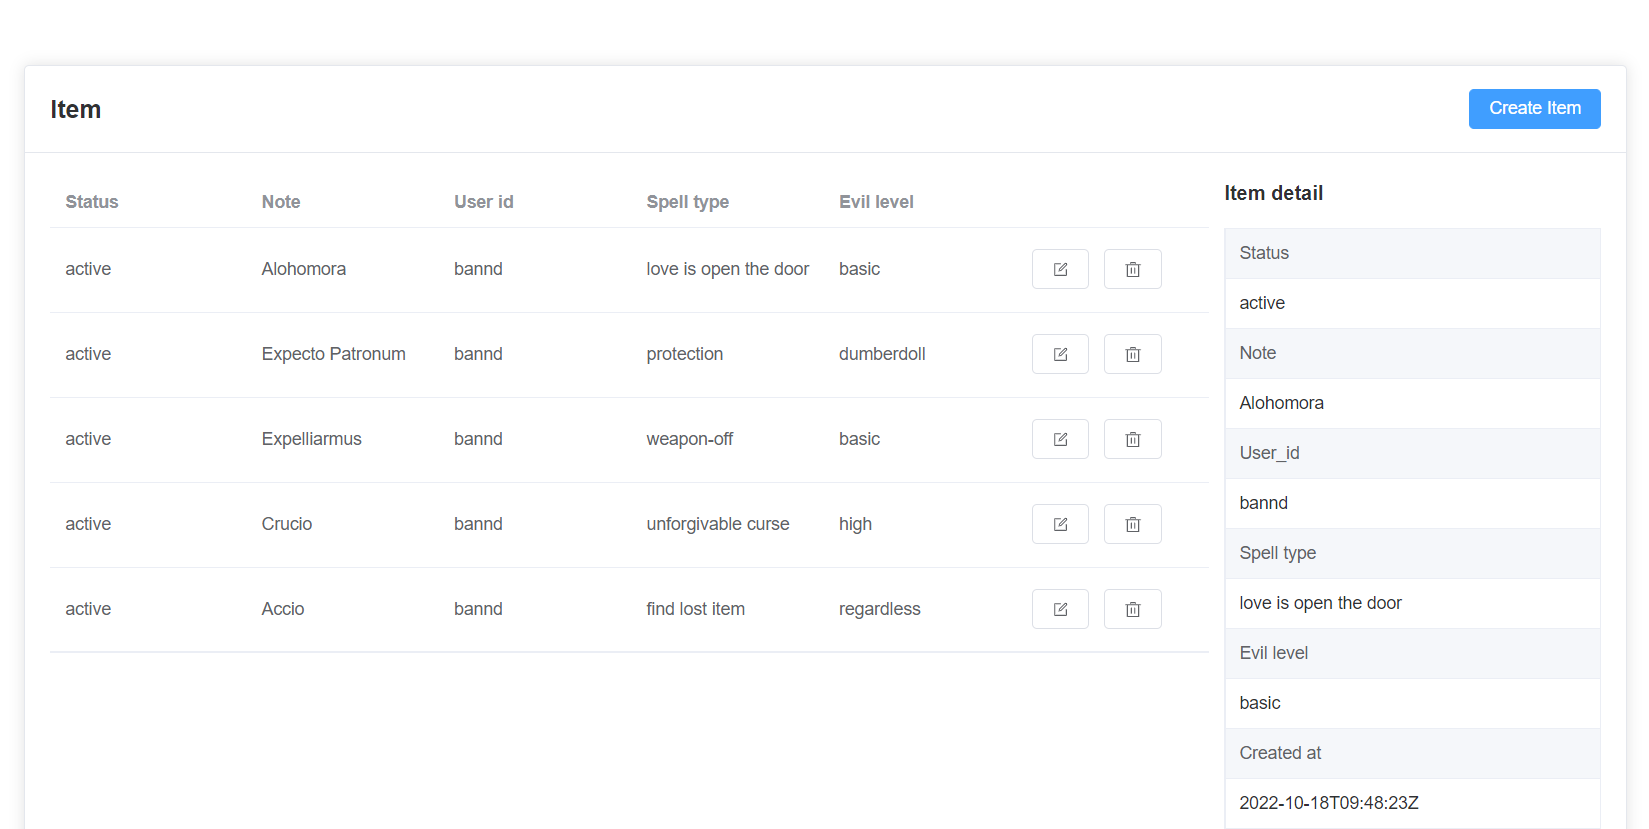 Item
Create Item
Status Note User id Spell type Evil level
active Alohomora bannd love is open the door basic
active Expecto Patronum bannd protection dumberdoll
active Expelliarmus bannd weapon-off basic
active Crucio bannd unforgivable curse high
active Accio bannd find lost item regardless
Item detail
Status
active
Note
Alohomora
User_id
bannd
Spell type
love is open the door
Evil level
basic
Created at
2022-10-18T09:48:23Z